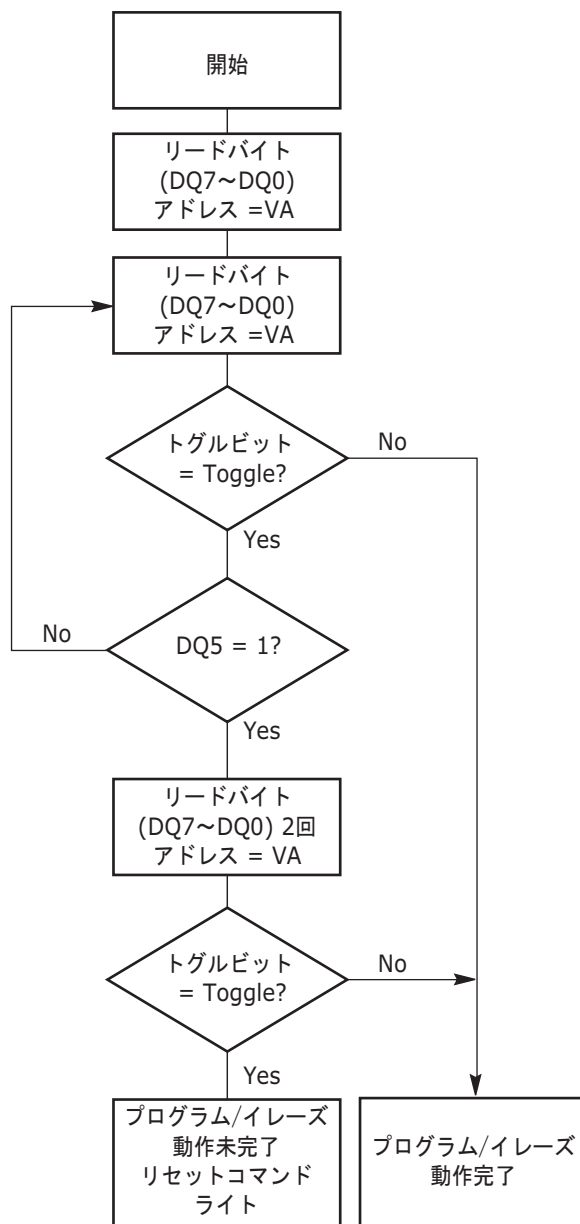 開始
リードバイト
(DQ7～DQ0)
アドレス =VA
リードバイト
(DQ7～DQ0)
アドレス =VA
トグルビット
= Toggle?
No
Yes
No
DQ5 = 1?
Yes
リードバイト
(DQ7～DQ0) 2回
アドレス = VA
トグルビット
= Toggle?
No
Yes
プログラム/イレーズ
動作未完了
リセットコマンド
ライト
プログラム/イレーズ
動作完了